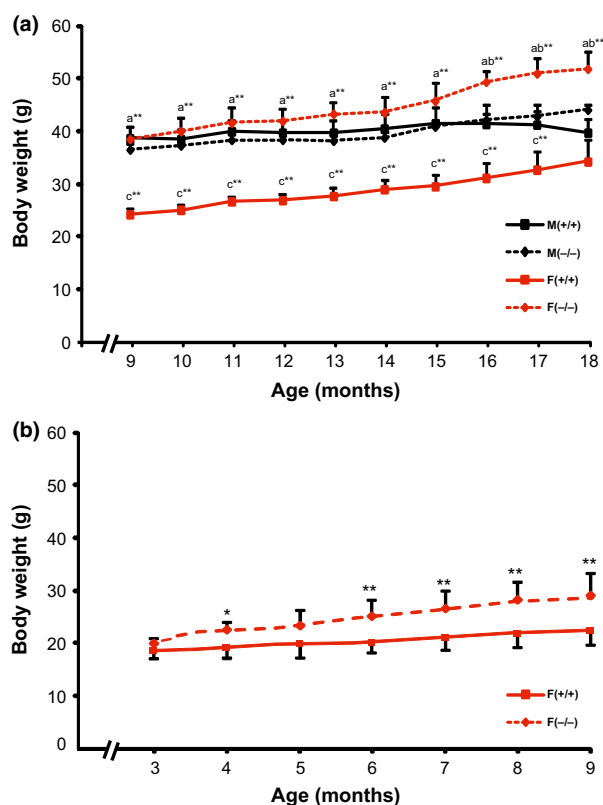 (a)
60
50
40
30
20
10
0
Body weight (g)
a** a** a** a** a** a** a** ab** ab** ab**
c** c** c** c** c** c** c** c** c**
M(+/+)
M(–/–)
F(+/+)
F(–/–)
9 10 11 12 13 14 15 16 17 18
Age (months)
(b)
60
50
40
30
20
10
0
Body weight (g)
* ** ** ** **
F(+/+)
F(–/–)
3 4 5 6 7 8 9
Age (months)